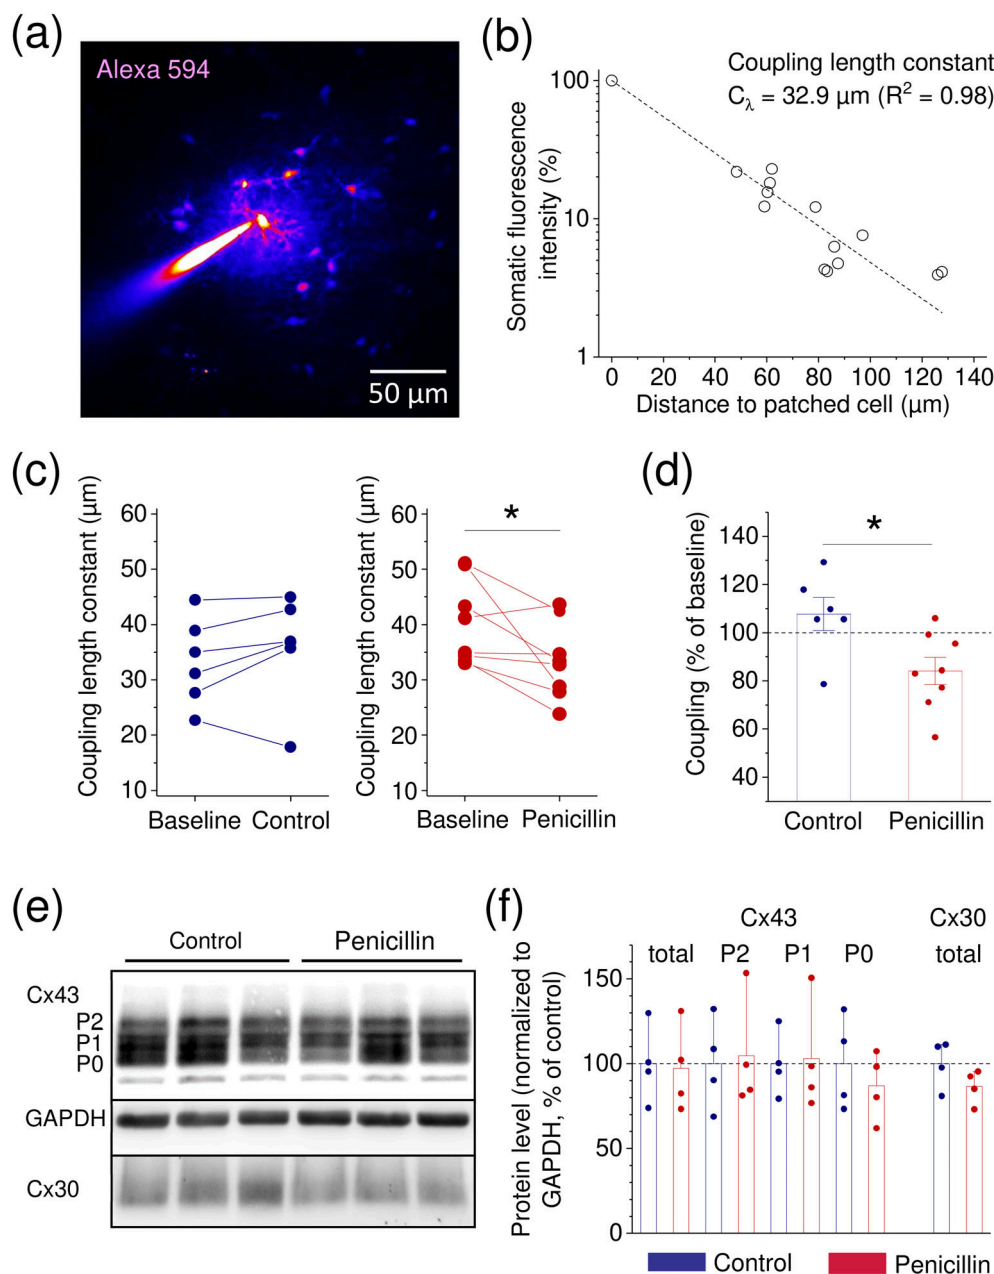 (a)
Alexa 594
50 μm
(b)
Coupling length constant
Cλ = 32.9 μm (R² = 0.98)
Somatic fluorescence
intensity (%)
100
10
1
0 20 40 60 80 100 120 140
Distance to patched cell (μm)
(c)
Coupling length constant (μm)
60
50
40
30
20
10
Baseline Control
Coupling length constant (μm)
60
50
40
30
20
10
*
Baseline Penicillin
(d)
Coupling (% of baseline)
140
120
100
80
60
40
*
Control Penicillin
(e)
Control Penicillin
Cx43
P2
P1
P0
GAPDH
Cx30
(f)
Cx43 Cx30
total P2 P1 P0 total
Protein level (normalized to
GAPDH, % of control)
150
100
50
0
Control Penicillin